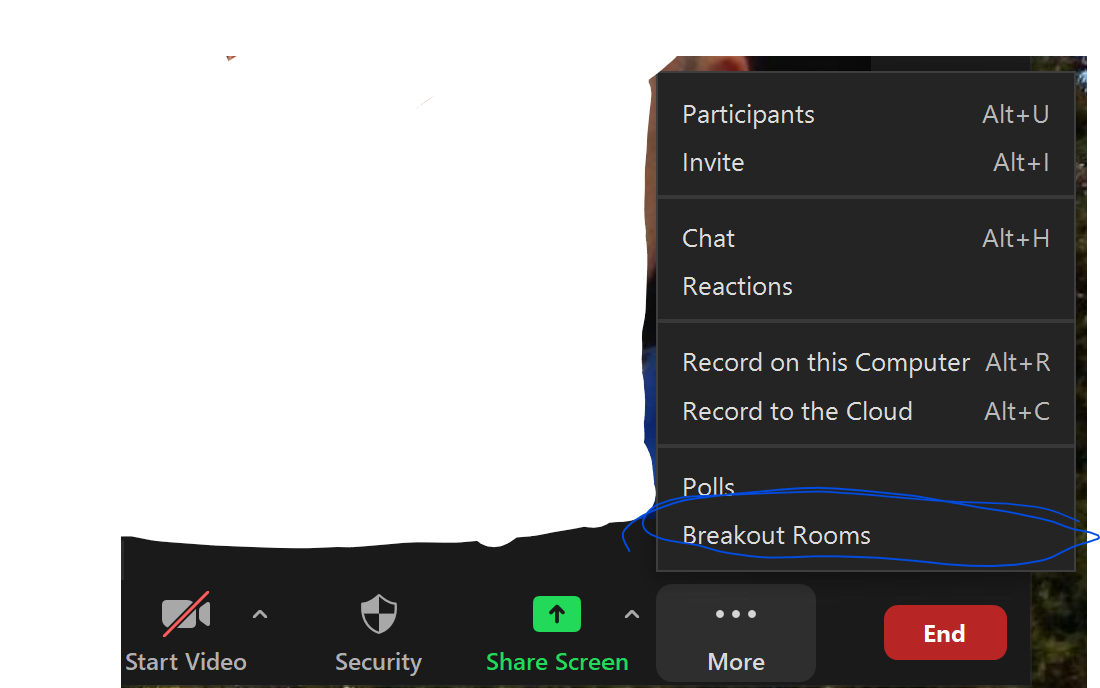 Participants Alt+U
Invite Alt+I
Chat Alt+H
Reactions
Record on this Computer Alt+R
Record to the Cloud Alt+C
Polls
Breakout Rooms
Start Video
Security
Share Screen
More
End